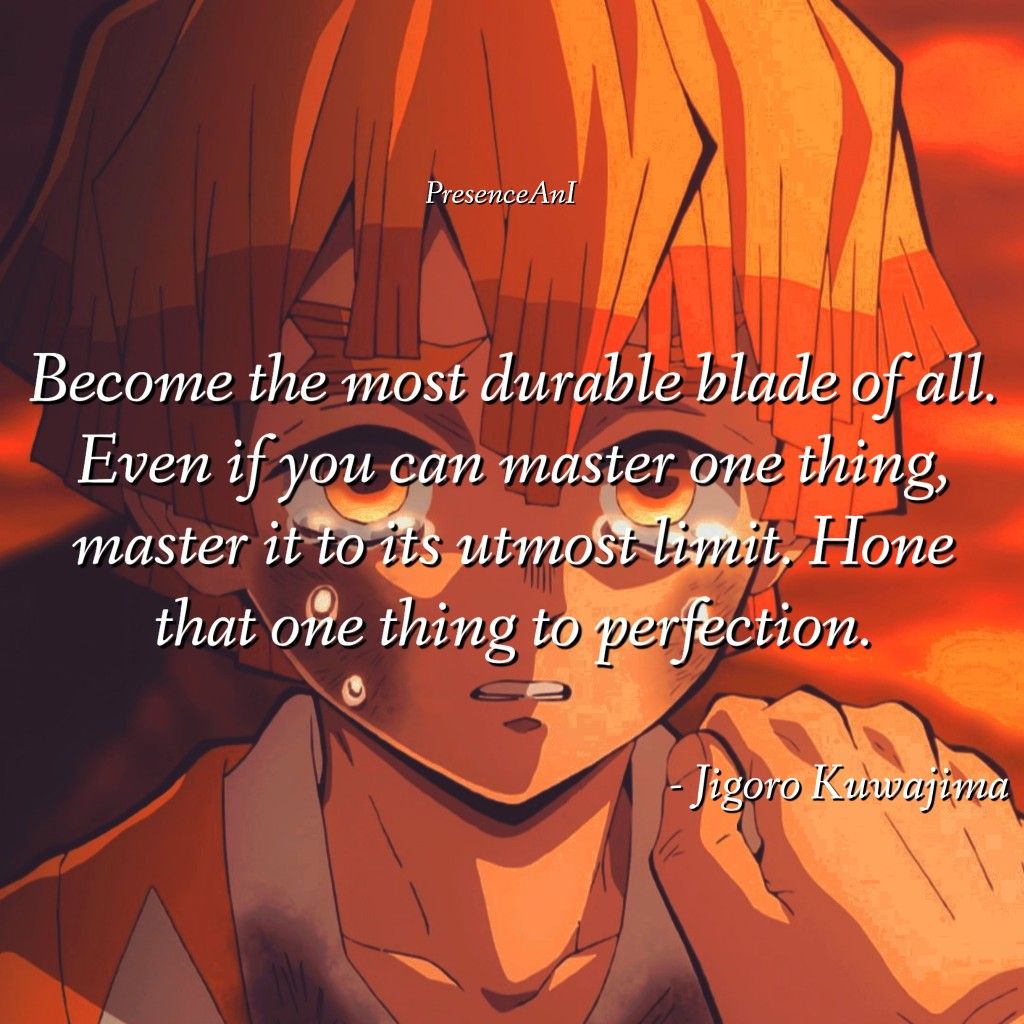 PresenceAnI
Become the most durable blade of all.
Even if you can master one thing,
master it to its utmost limit. Hone
that one thing to perfection.
- Jigoro Kuwajima